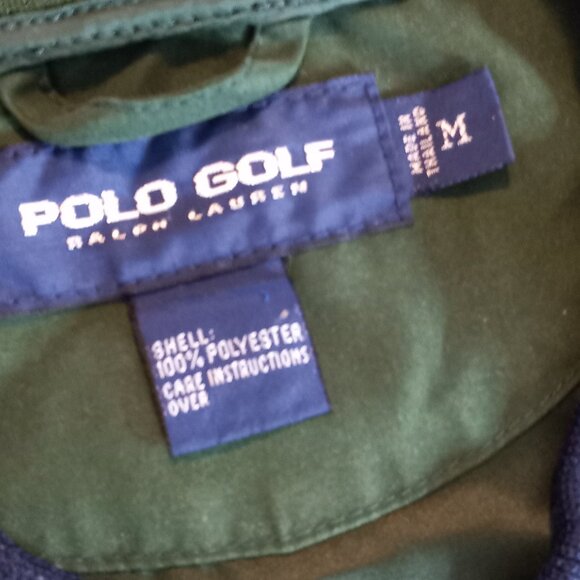 POLO GOLF
RALPH LAUREN
MADE IN
THAILAND
M
SHELL:
100% POLYESTER
CARE INSTRUCTIONS
OVER